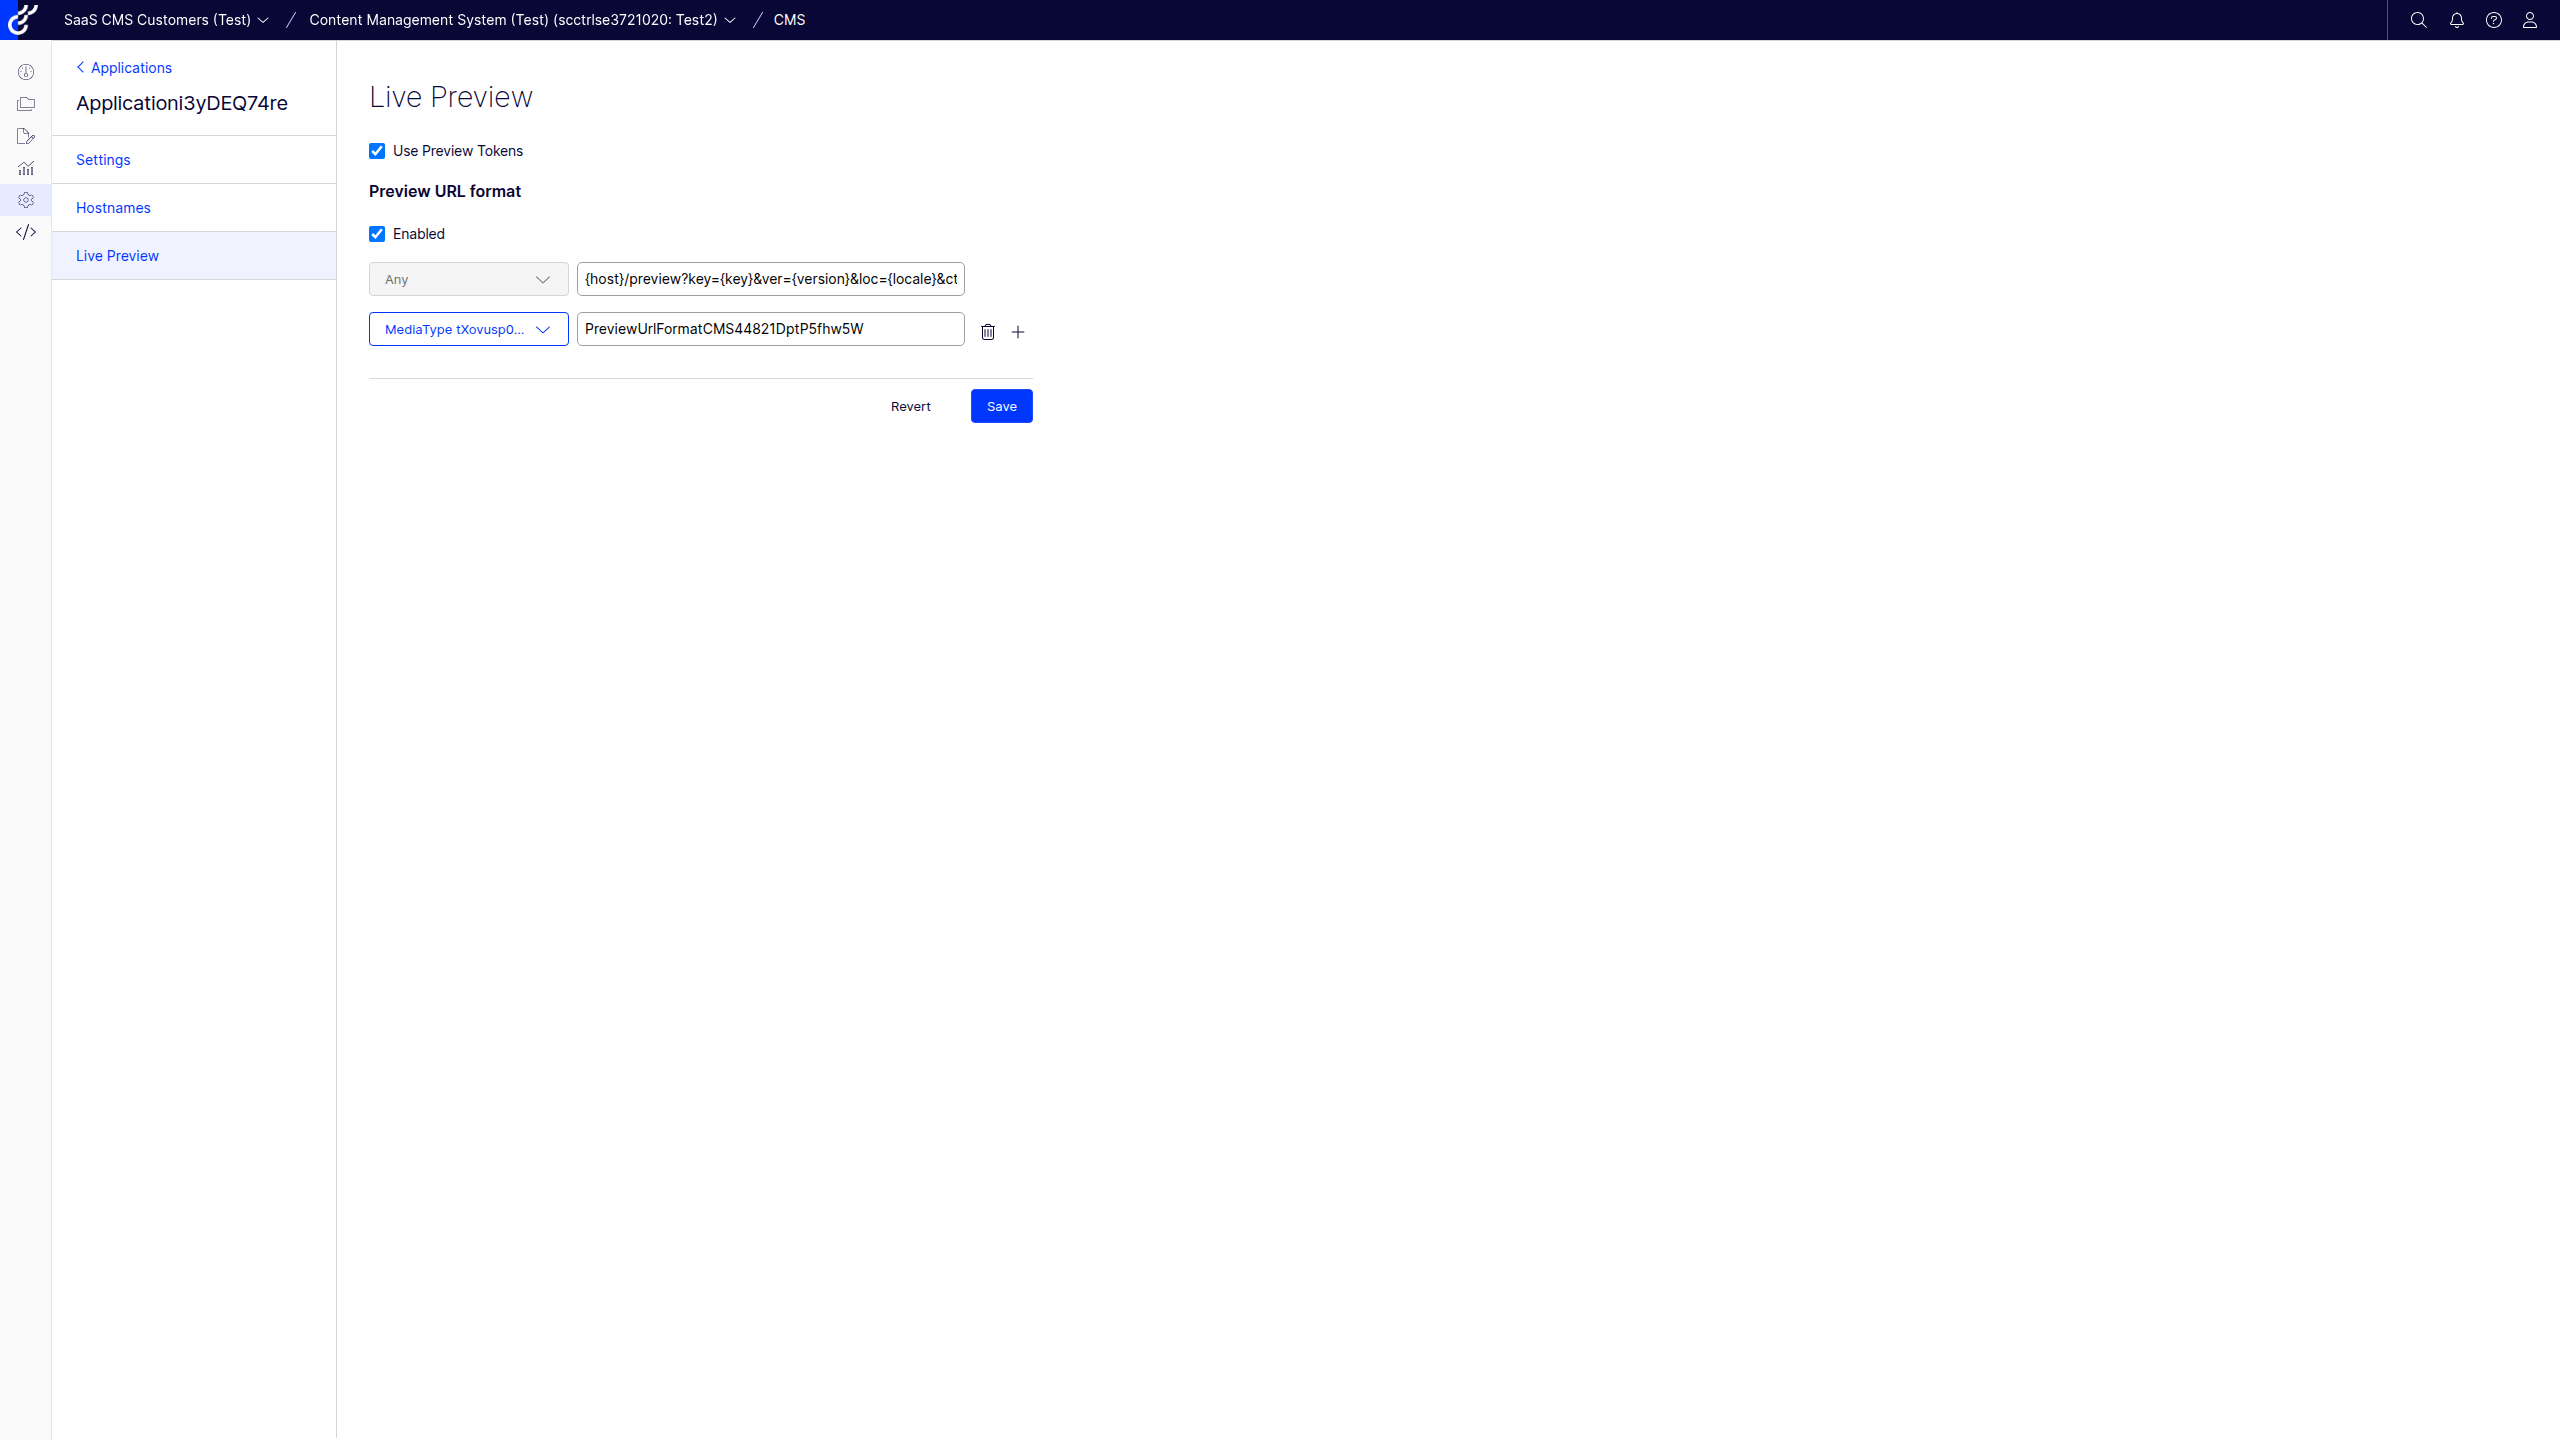 SaaS CMS Customers (Test) / Content Management System (Test) (scctrlse3721020: Test2) / CMS
Applications
Applicationi3yDEQ74re
Settings
Hostnames
Live Preview
Live Preview
Use Preview Tokens
Preview URL format
Enabled
Any {host}/preview?key={key}&ver={version}&loc={locale}&ct
MediaType tXovusp0... PreviewUrlFormatCMS44821DptP5fhw5W
Revert Save